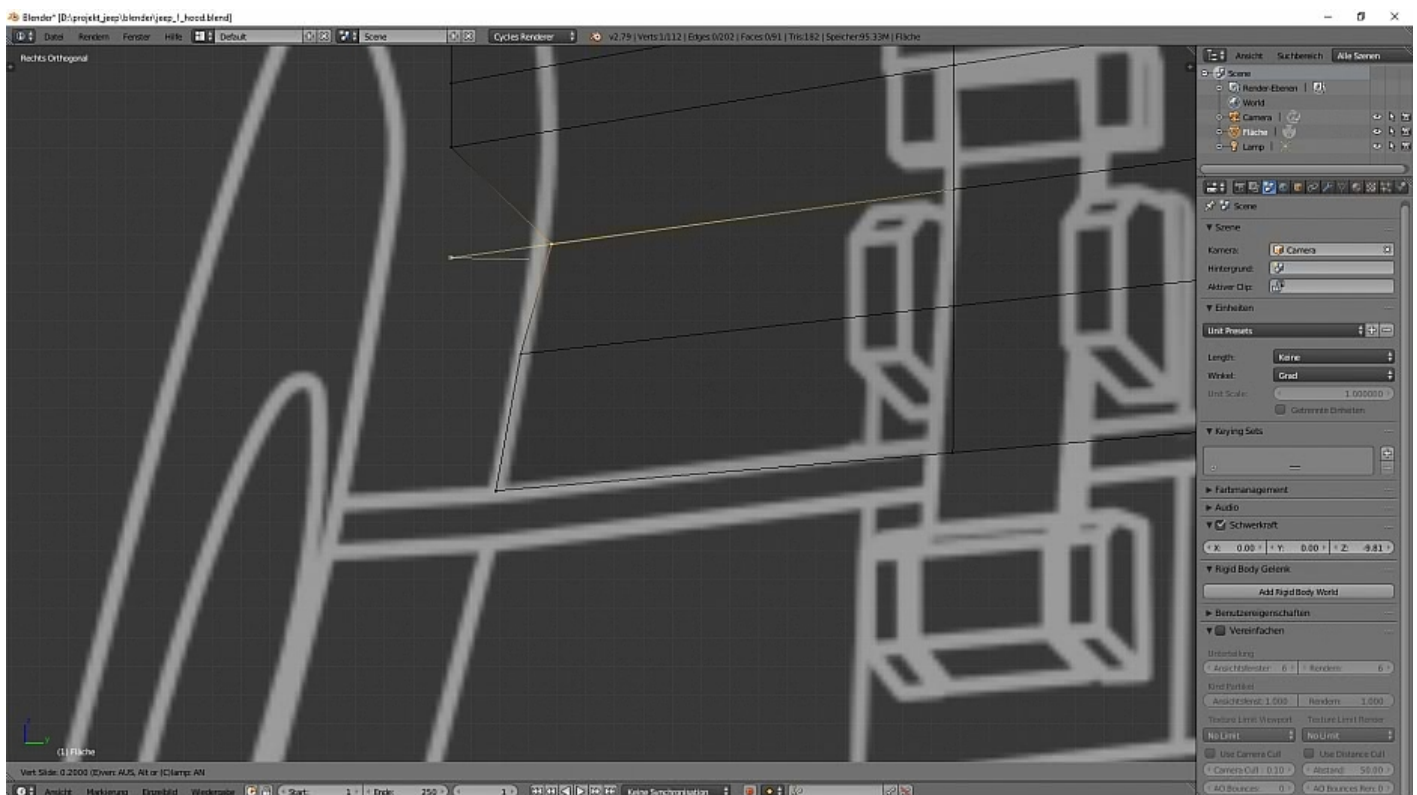 Blender* [D:\projekt_jeep\blender\jeep_1_hood.blend]
Datei Rendern Fenster Hilfe Default Scene Cycles Renderer v2.79 | Verts:1/112 | Edges:0/202 | Faces:0/91 | Tris:182 | Speicher:95.33M | Fläche
Rechts Orthogonal
Ansicht Suchbereich Alle Szenen
Scene
Render-Ebenen
World
Camera
Fläche
Lamp
Scene
Szene
Kamera: Camera
Hintergrund:
Aktiver Clip:
Einheiten
Unit Presets
Length: Keine
Winkel: Grad
Unit Scale: 1.000000
Getrennte Einheiten
Keying Sets
Farbmanagement
Audio
Schwerkraft
X: 0.00 Y: 0.00 Z: -9.81
Rigid Body Gelenk
Add Rigid Body World
Benutzereigenschaften
Vereinfachen
Unterteilung
Ansichtsfenster: 6 Rendern: 6
Kind Partikel
Ansichtsfenst: 1.000 Rendern: 1.000
Texture Limit Viewport Texture Limit Render
No Limit No Limit
Use Camera Cull Use Distance Cull
Camera Cull: 0.10 Abstand: 50.00
AO Bounces: 0 AO Bounces Ren: 0
(1) Fläche
Vert Slide: 0.2000 (E)ven: AUS, Alt or (C)lamp: AN
Ansicht Markierung Einzelbild Wiedergabe Start: 1 Ende: 250 1 Keine Synchronisation